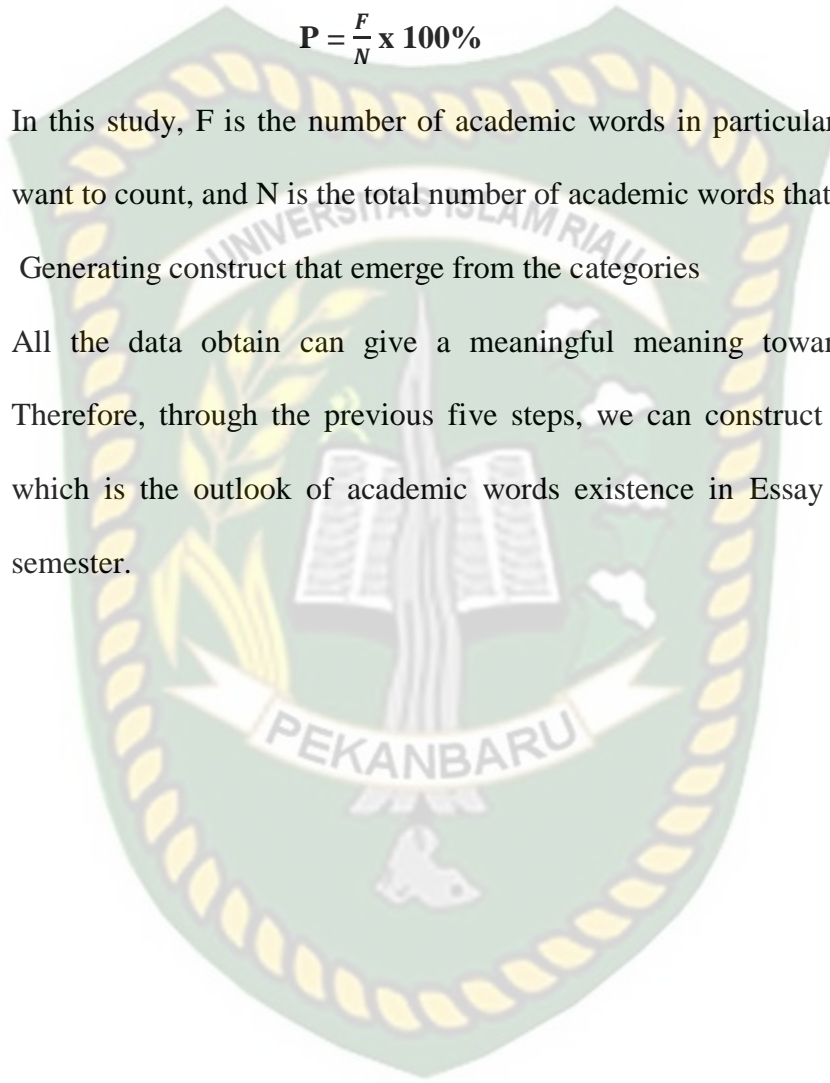 P = F/N x 100%
In this study, F is the number of academic words in particular
want to count, and N is the total number of academic words that
UNIVERSITAS ISLAM RIAU
Generating construct that emerge from the categories
All the data obtain can give a meaningful meaning towar
Therefore, through the previous five steps, we can construct
which is the outlook of academic words existence in Essay
semester.
PEKANBARU